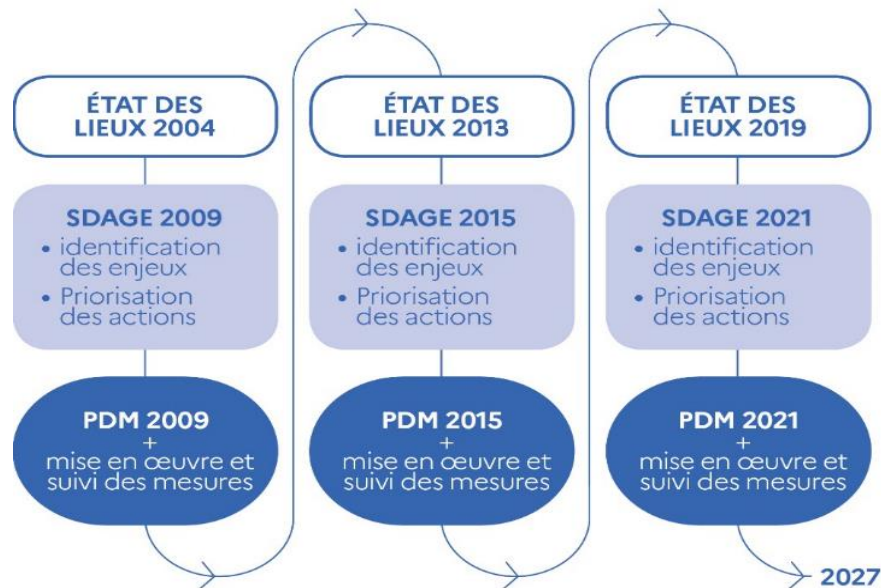 ÉTAT DES
LIEUX 2004
SDAGE 2009
• identification
des enjeux
• Priorisation
des actions
PDM 2009
+
mise en œuvre et
suivi des mesures
ÉTAT DES
LIEUX 2013
SDAGE 2015
• identification
des enjeux
• Priorisation
des actions
PDM 2015
+
mise en œuvre et
suivi des mesures
ÉTAT DES
LIEUX 2019
SDAGE 2021
• identification
des enjeux
• Priorisation
des actions
PDM 2021
+
mise en œuvre et
suivi des mesures
2027